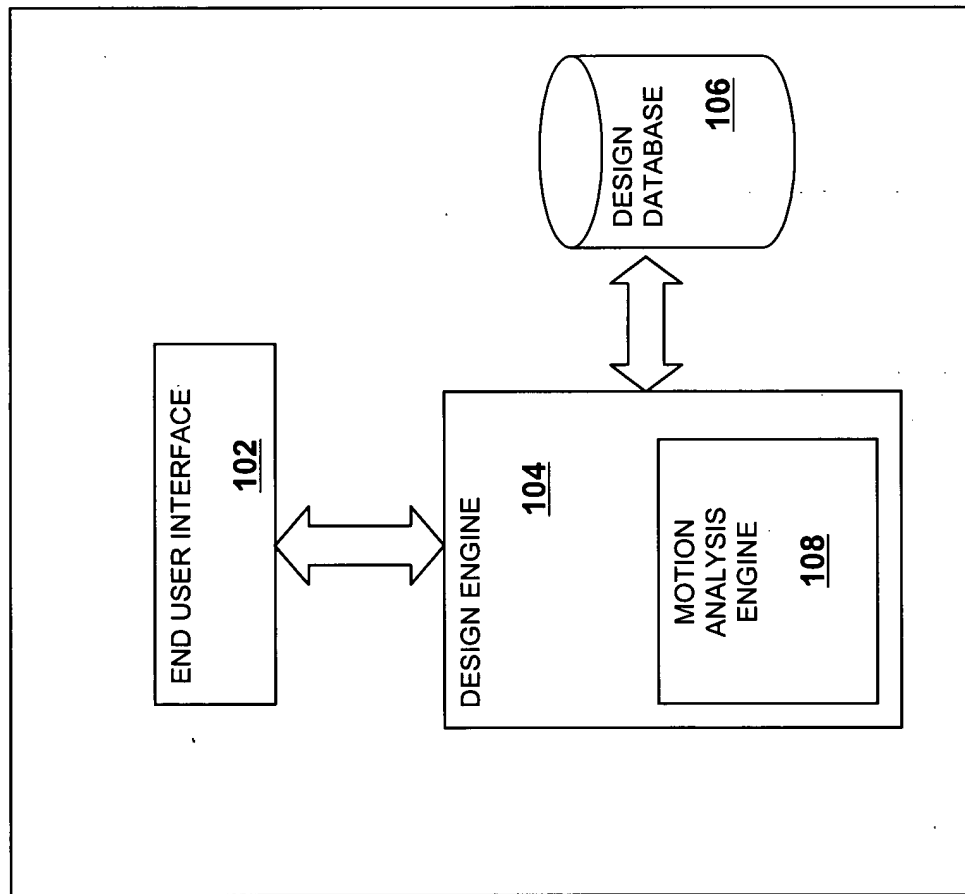 END USER INTERFACE
102
DESIGN ENGINE
104
MOTION
ANALYSIS
ENGINE
108
DESIGN
DATABASE
106